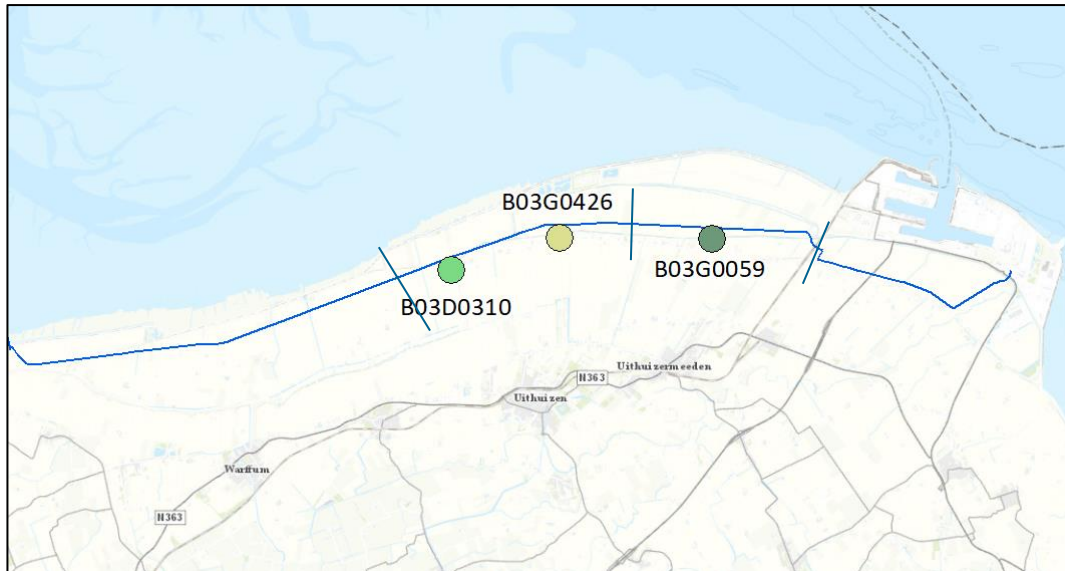 B03G0426
B03G0059
B03D0310
Uithuizermeeden
N363
Uithuizen
Warffum
N363